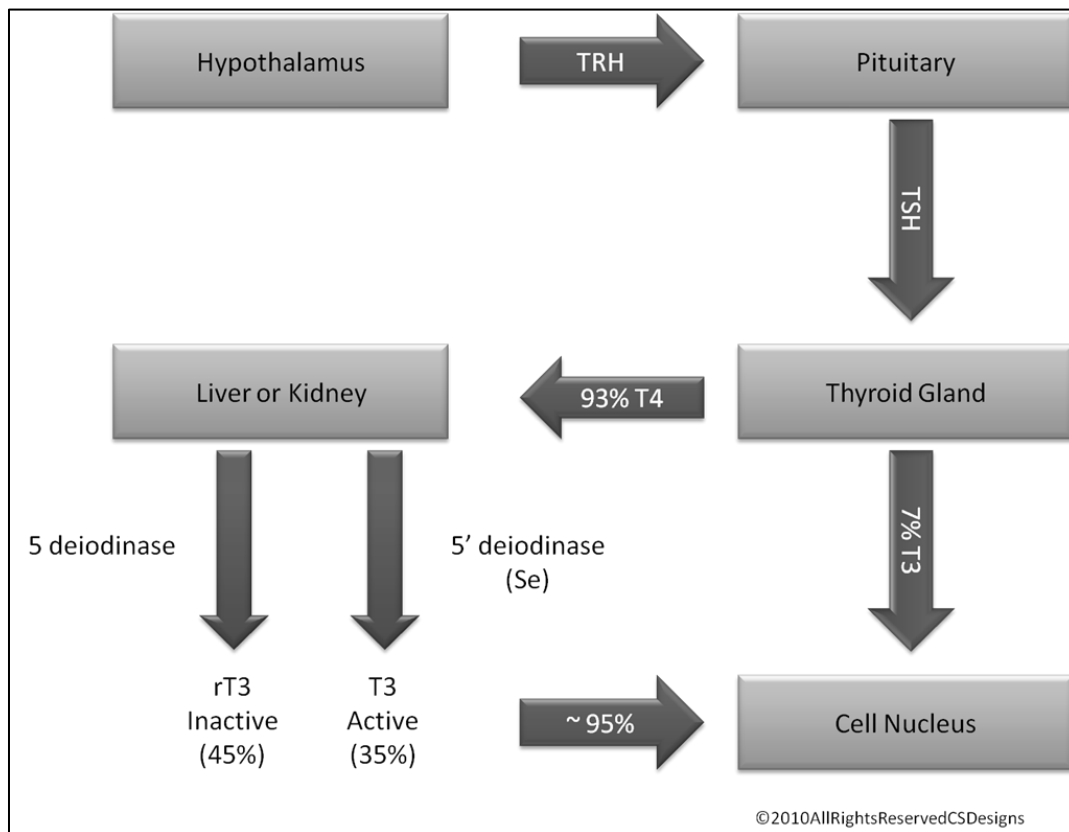 Hypothalamus
TRH
Pituitary
TSH
Liver or Kidney
93% T4
Thyroid Gland
5 deiodinase
5’ deiodinase
(Se)
7% T3
rT3
Inactive
(45%)
T3
Active
(35%)
~ 95%
Cell Nucleus
©2010AllRightsReservedCSDesigns